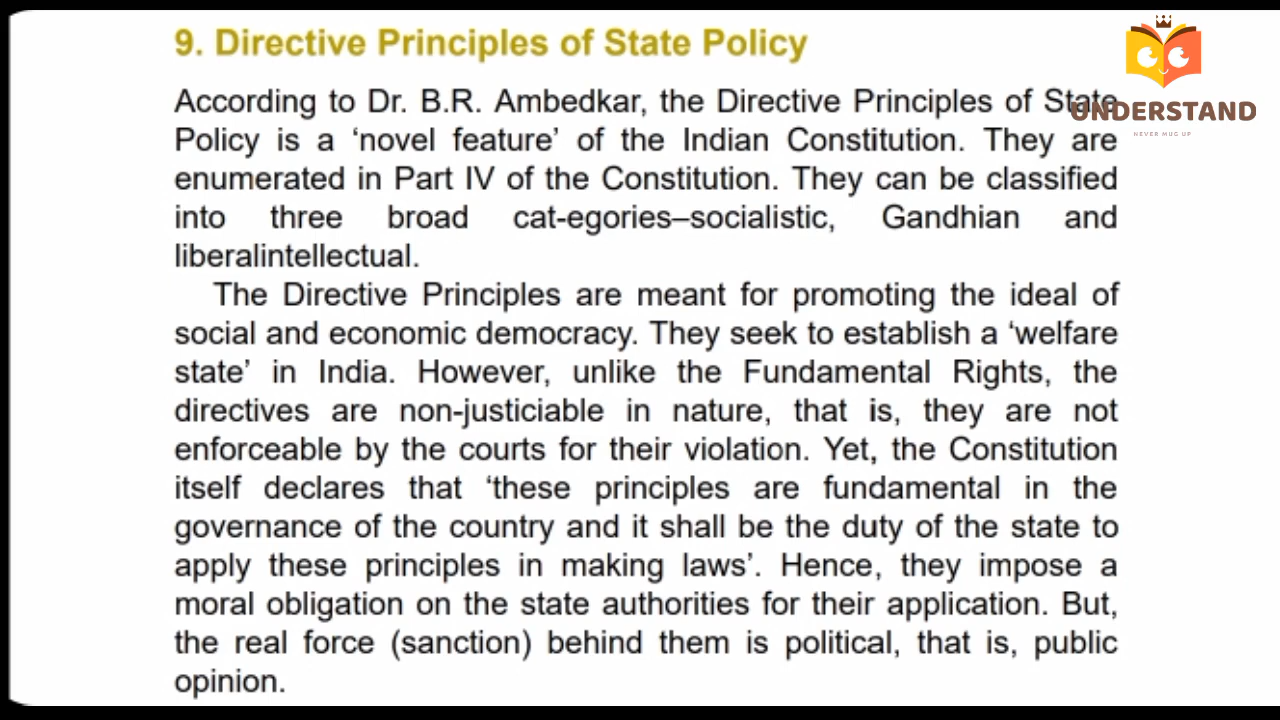 9. Directive Principles of State Policy
According to Dr. B.R. Ambedkar, the Directive Principles of State
Policy is a ‘novel feature’ of the Indian Constitution. They are
enumerated in Part IV of the Constitution. They can be classified
into three broad cat-egories–socialistic, Gandhian and
liberalintellectual.
The Directive Principles are meant for promoting the ideal of
social and economic democracy. They seek to establish a ‘welfare
state’ in India. However, unlike the Fundamental Rights, the
directives are non-justiciable in nature, that is, they are not
enforceable by the courts for their violation. Yet, the Constitution
itself declares that ‘these principles are fundamental in the
governance of the country and it shall be the duty of the state to
apply these principles in making laws’. Hence, they impose a
moral obligation on the state authorities for their application. But,
the real force (sanction) behind them is political, that is, public
opinion.
UNDERSTAND
NEVER MUG UP